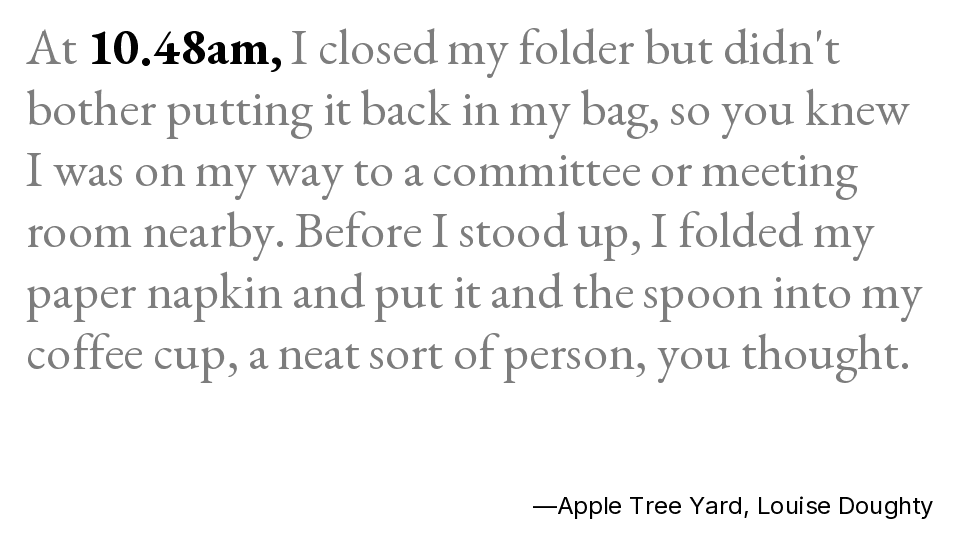 At 10.48am, I closed my folder but didn't
bother putting it back in my bag, so you knew
I was on my way to a committee or meeting
room nearby. Before I stood up, I folded my
paper napkin and put it and the spoon into my
coffee cup, a neat sort of person, you thought.
—Apple Tree Yard, Louise Doughty